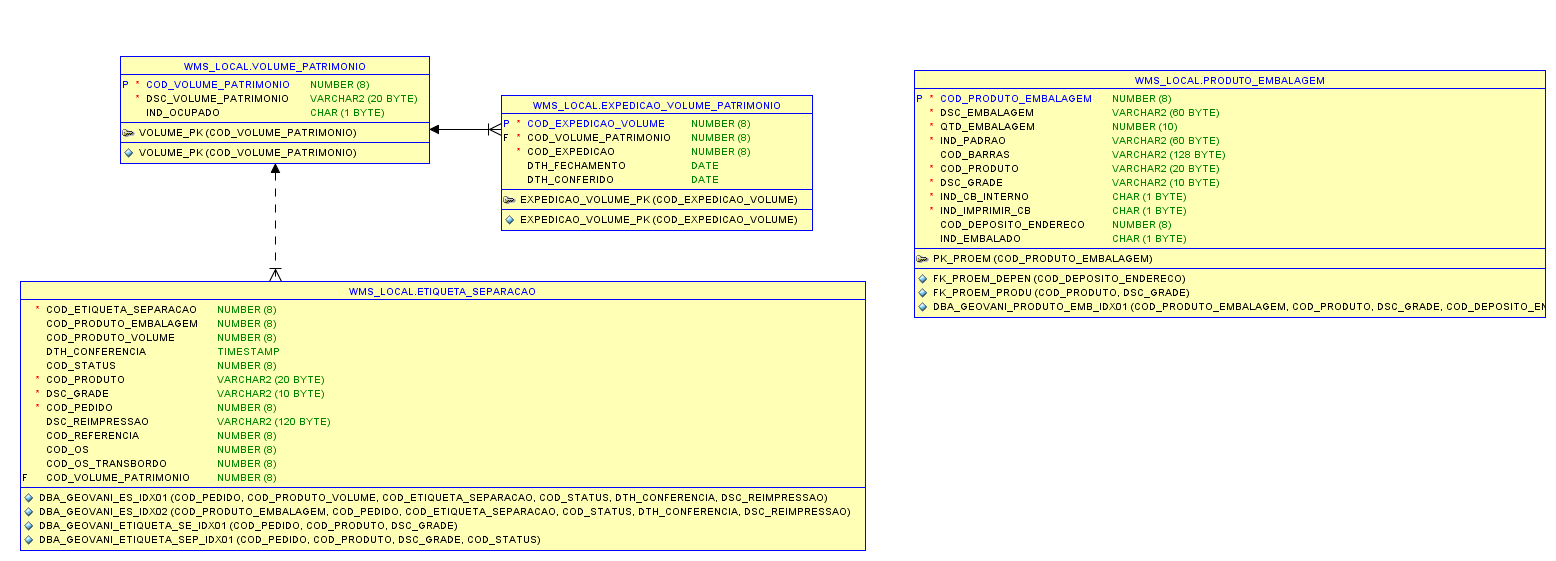 WMS_LOCAL.VOLUME_PATRIMONIO
P * COD_VOLUME_PATRIMONIO NUMBER (8)
* DSC_VOLUME_PATRIMONIO VARCHAR2 (20 BYTE)
IND_OCUPADO CHAR (1 BYTE)
VOLUME_PK (COD_VOLUME_PATRIMONIO)
VOLUME_PK (COD_VOLUME_PATRIMONIO)
WMS_LOCAL.EXPEDICAO_VOLUME_PATRIMONIO
P * COD_EXPEDICAO_VOLUME NUMBER (8)
F * COD_VOLUME_PATRIMONIO NUMBER (8)
* COD_EXPEDICAO NUMBER (8)
DTH_FECHAMENTO DATE
DTH_CONFERIDO DATE
EXPEDICAO_VOLUME_PK (COD_EXPEDICAO_VOLUME)
EXPEDICAO_VOLUME_PK (COD_EXPEDICAO_VOLUME)
WMS_LOCAL.PRODUTO_EMBALAGEM
P * COD_PRODUTO_EMBALAGEM NUMBER (8)
* DSC_EMBALAGEM VARCHAR2 (60 BYTE)
* QTD_EMBALAGEM NUMBER (10)
* IND_PADRAO VARCHAR2 (60 BYTE)
COD_BARRAS VARCHAR2 (128 BYTE)
* COD_PRODUTO VARCHAR2 (20 BYTE)
* DSC_GRADE VARCHAR2 (10 BYTE)
* IND_CB_INTERNO CHAR (1 BYTE)
* IND_IMPRIMIR_CB CHAR (1 BYTE)
COD_DEPOSITO_ENDERECO NUMBER (8)
IND_EMBALADO CHAR (1 BYTE)
PK_PROEM (COD_PRODUTO_EMBALAGEM)
FK_PROEM_DEPEN (COD_DEPOSITO_ENDERECO)
FK_PROEM_PRODU (COD_PRODUTO, DSC_GRADE)
DBA_GEOVANI_PRODUTO_EMB_IDX01 (COD_PRODUTO_EMBALAGEM, COD_PRODUTO, DSC_GRADE, COD_DEPOSITO_EN
WMS_LOCAL.ETIQUETA_SEPARACAO
* COD_ETIQUETA_SEPARACAO NUMBER (8)
COD_PRODUTO_EMBALAGEM NUMBER (8)
COD_PRODUTO_VOLUME NUMBER (8)
DTH_CONFERENCIA TIMESTAMP
COD_STATUS NUMBER (8)
* COD_PRODUTO VARCHAR2 (20 BYTE)
* DSC_GRADE VARCHAR2 (10 BYTE)
* COD_PEDIDO NUMBER (8)
DSC_REIMPRESSAO VARCHAR2 (120 BYTE)
COD_REFERENCIA NUMBER (8)
COD_OS NUMBER (8)
COD_OS_TRANSBORDO NUMBER (8)
F COD_VOLUME_PATRIMONIO NUMBER (8)
DBA_GEOVANI_ES_IDX01 (COD_PEDIDO, COD_PRODUTO_VOLUME, COD_ETIQUETA_SEPARACAO, COD_STATUS, DTH_CONFERENCIA, DSC_REIMPRESSAO)
DBA_GEOVANI_ES_IDX02 (COD_PRODUTO_EMBALAGEM, COD_PEDIDO, COD_ETIQUETA_SEPARACAO, COD_STATUS, DTH_CONFERENCIA, DSC_REIMPRESSAO)
DBA_GEOVANI_ETIQUETA_SE_IDX01 (COD_PEDIDO, COD_PRODUTO, DSC_GRADE)
DBA_GEOVANI_ETIQUETA_SEP_IDX01 (COD_PEDIDO, COD_PRODUTO, DSC_GRADE, COD_STATUS)